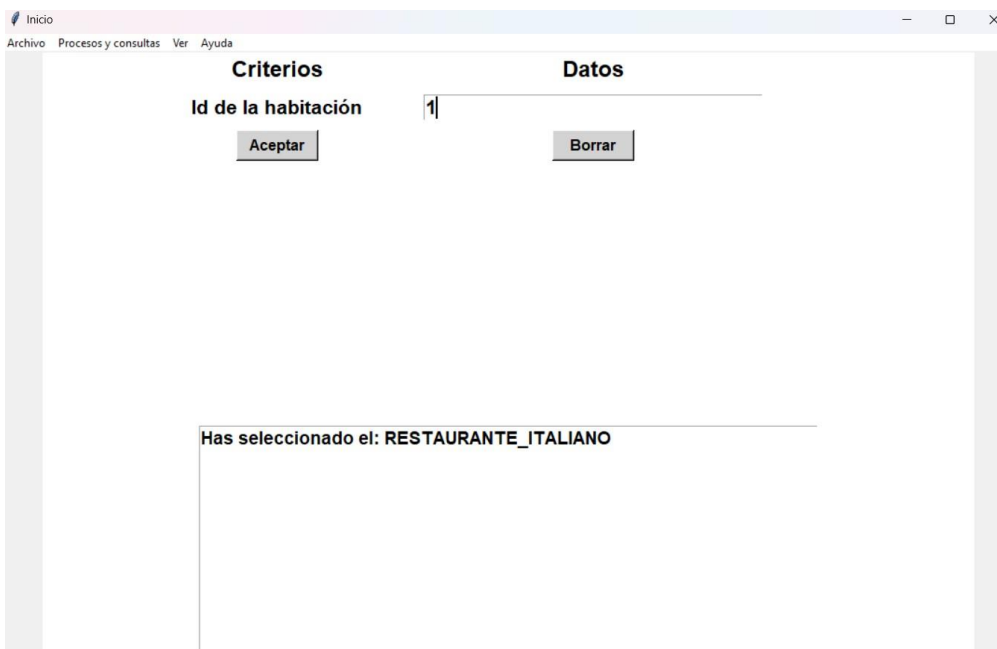 Inicio
Archivo Procesos y consultas Ver Ayuda
Criterios Datos
Id de la habitación 1
Aceptar Borrar
Has seleccionado el: RESTAURANTE_ITALIANO